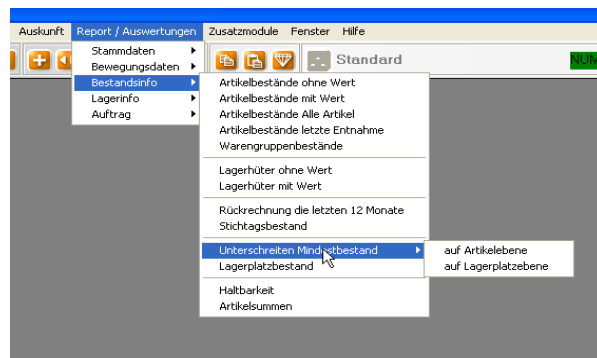 Auskunft Report / Auswertungen Zusatzmodule Fenster Hilfe
Standard
NUM
Stammdaten
Bewegungsdaten
Bestandsinfo
Lagerinfo
Auftrag
Artikelbestände ohne Wert
Artikelbestände mit Wert
Artikelbestände Alle Artikel
Artikelbestände letzte Entnahme
Warengruppenbestände
Lagerhüter ohne Wert
Lagerhüter mit Wert
Rückrechnung die letzten 12 Monate
Stichtagsbestand
Unterschreiten Mindestbestand
Lagerplatzbestand
Haltbarkeit
Artikelsummen
auf Artikelebene
auf Lagerplatzebene